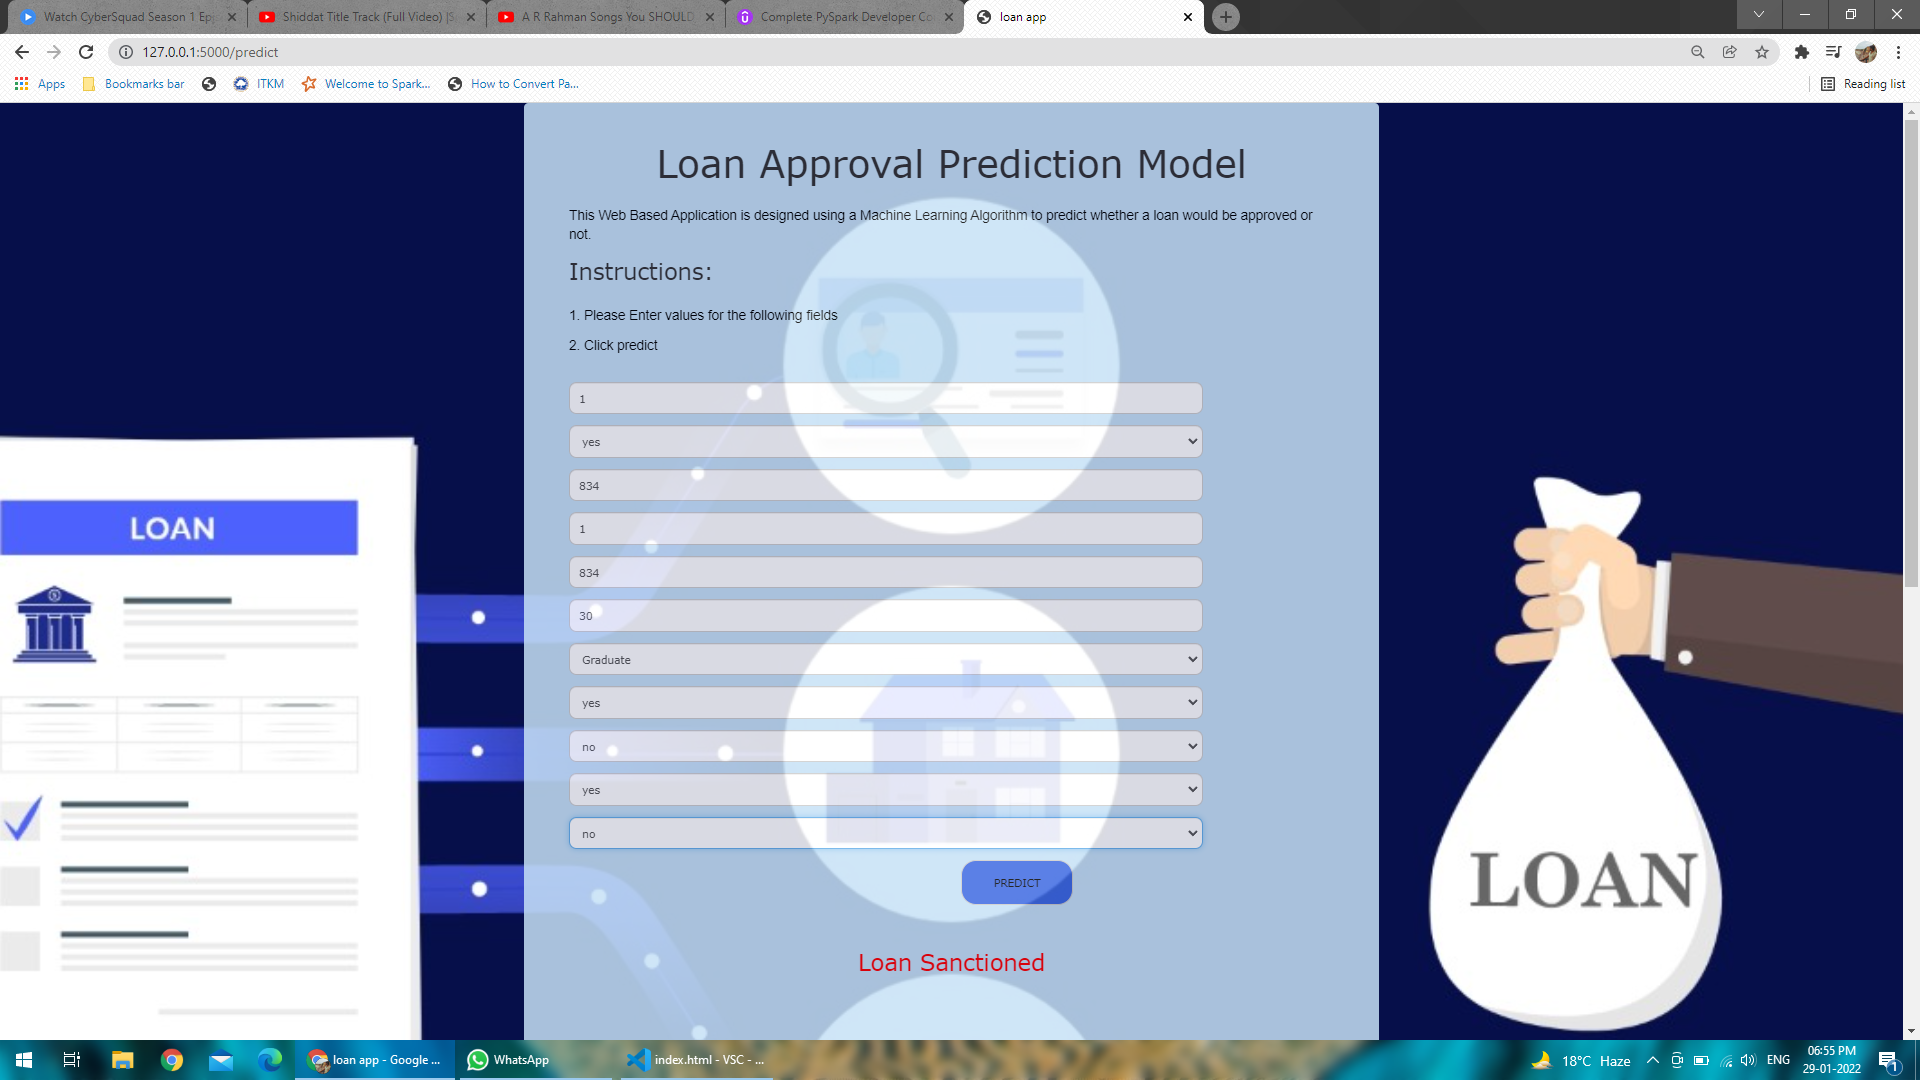 Watch CyberSquad Season 1 Ep
Shiddat Title Track (Full Video) |S
A R Rahman Songs You SHOULD
Complete PySpark Developer Co
loan app
127.0.0.1:5000/predict
Apps
Bookmarks bar
ITKM
Welcome to Spark...
How to Convert Pa...
Reading list
Loan Approval Prediction Model
This Web Based Application is designed using a Machine Learning Algorithm to predict whether a loan would be approved or
not.
Instructions:
1. Please Enter values for the following fields
2. Click predict
1
yes
834
1
834
30
Graduate
yes
no
yes
no
PREDICT
Loan Sanctioned
LOAN
LOAN
loan app - Google ...
WhatsApp
index.html - VSC - ...
18°C Haze
ENG
06:55 PM
29-01-2022
1